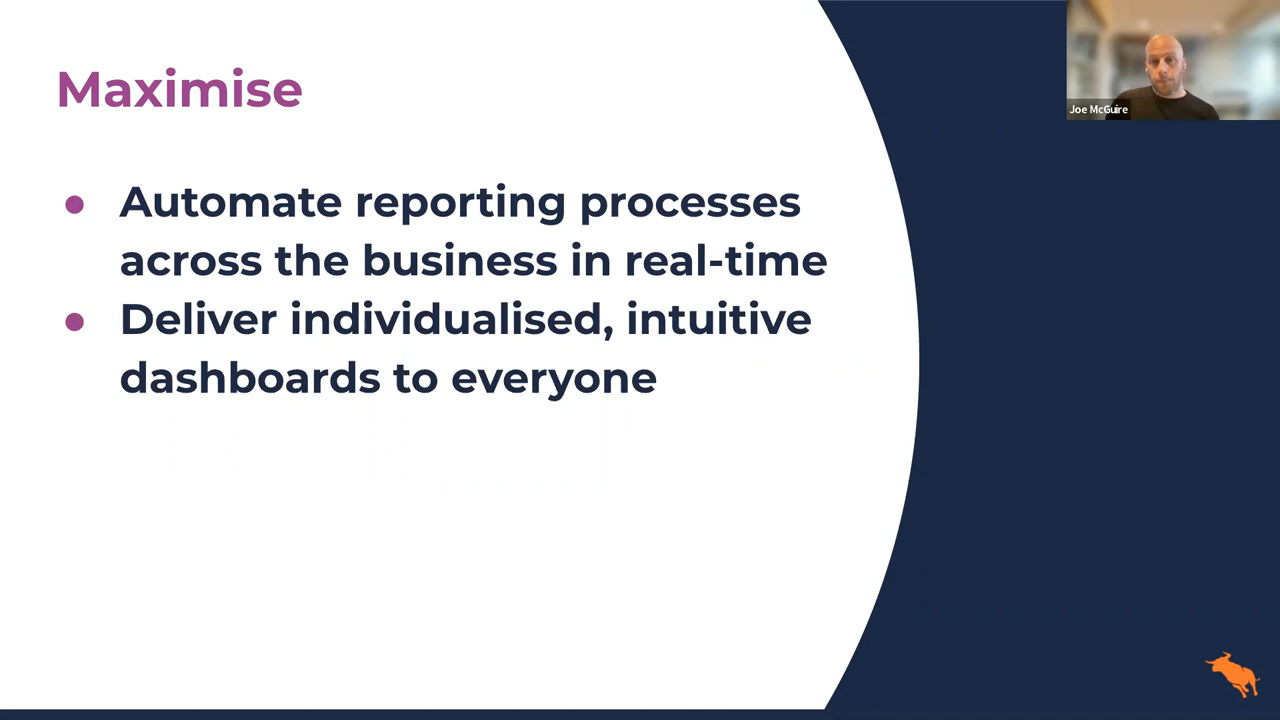 Maximise
● Automate reporting processes
across the business in real-time
● Deliver individualised, intuitive
dashboards to everyone
Joe McGuire